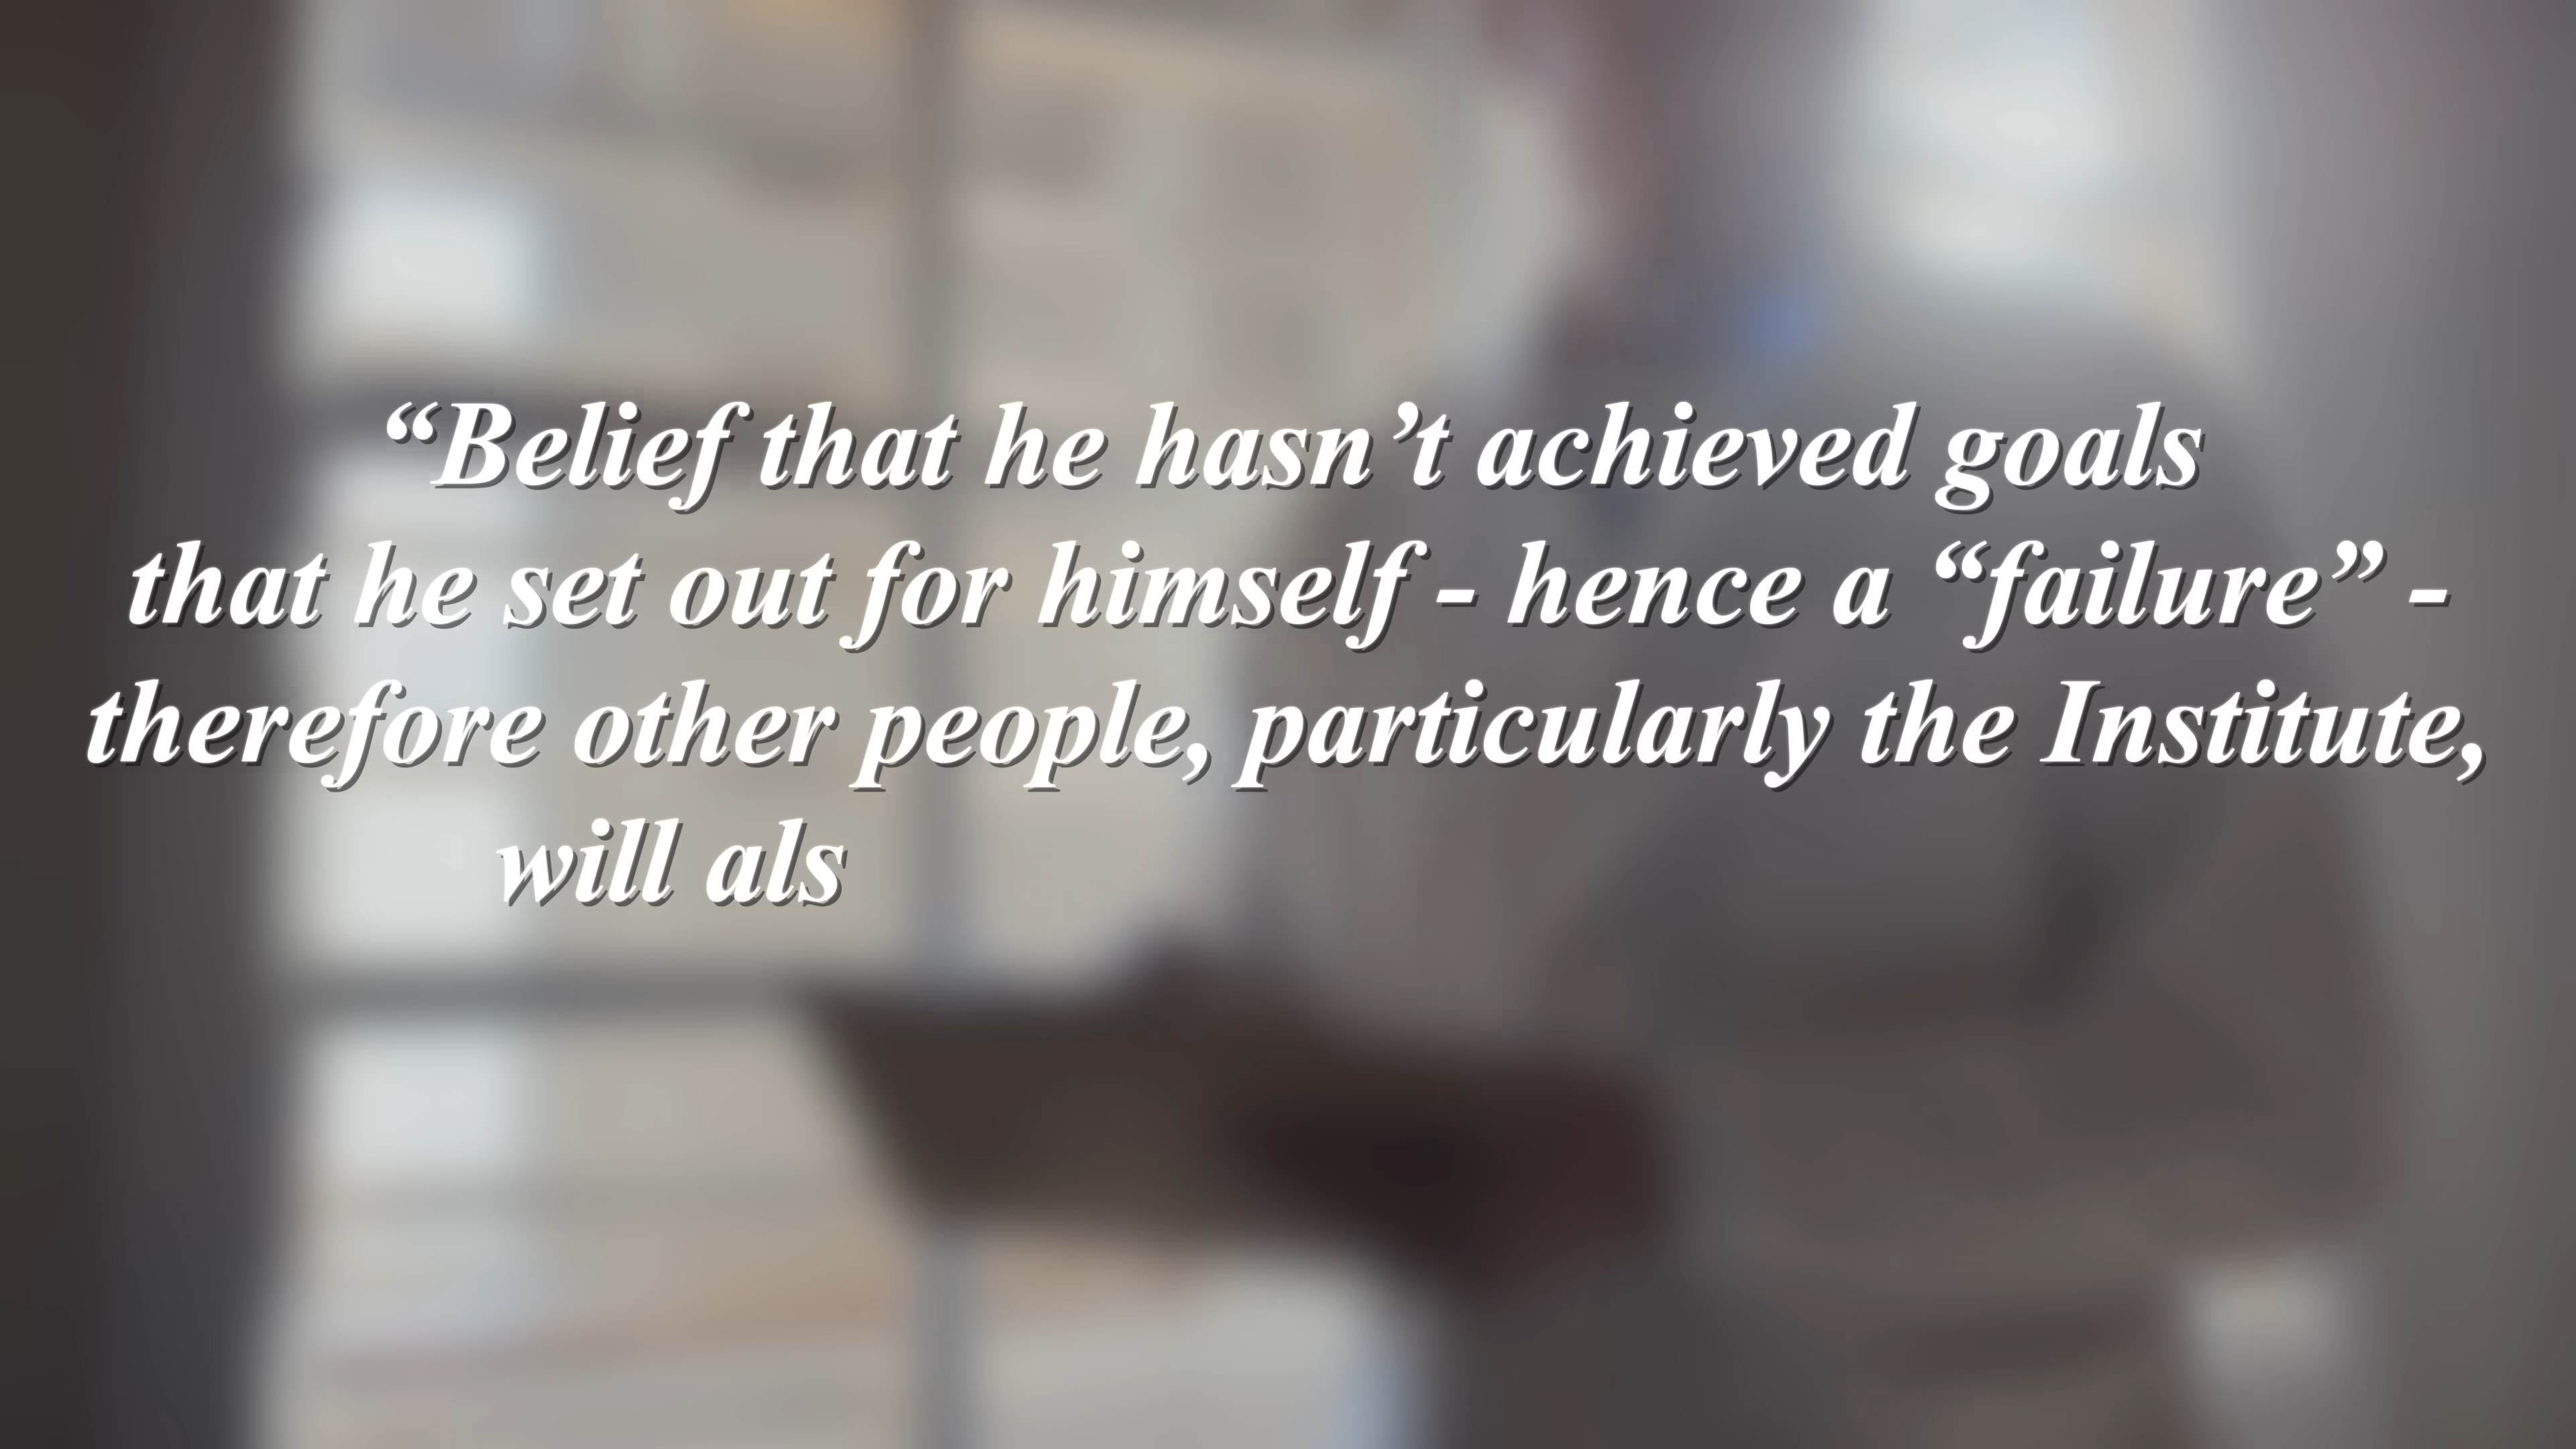 “Belief that he hasn’t achieved goals
that he set out for himself - hence a “failure” -
therefore other people, particularly the Institute,
will als